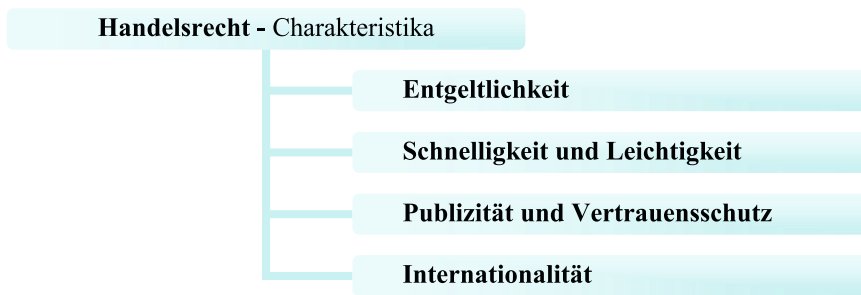 Handelsrecht - Charakteristika
Entgeltlichkeit
Schnelligkeit und Leichtigkeit
Publizität und Vertrauensschutz
Internationalität